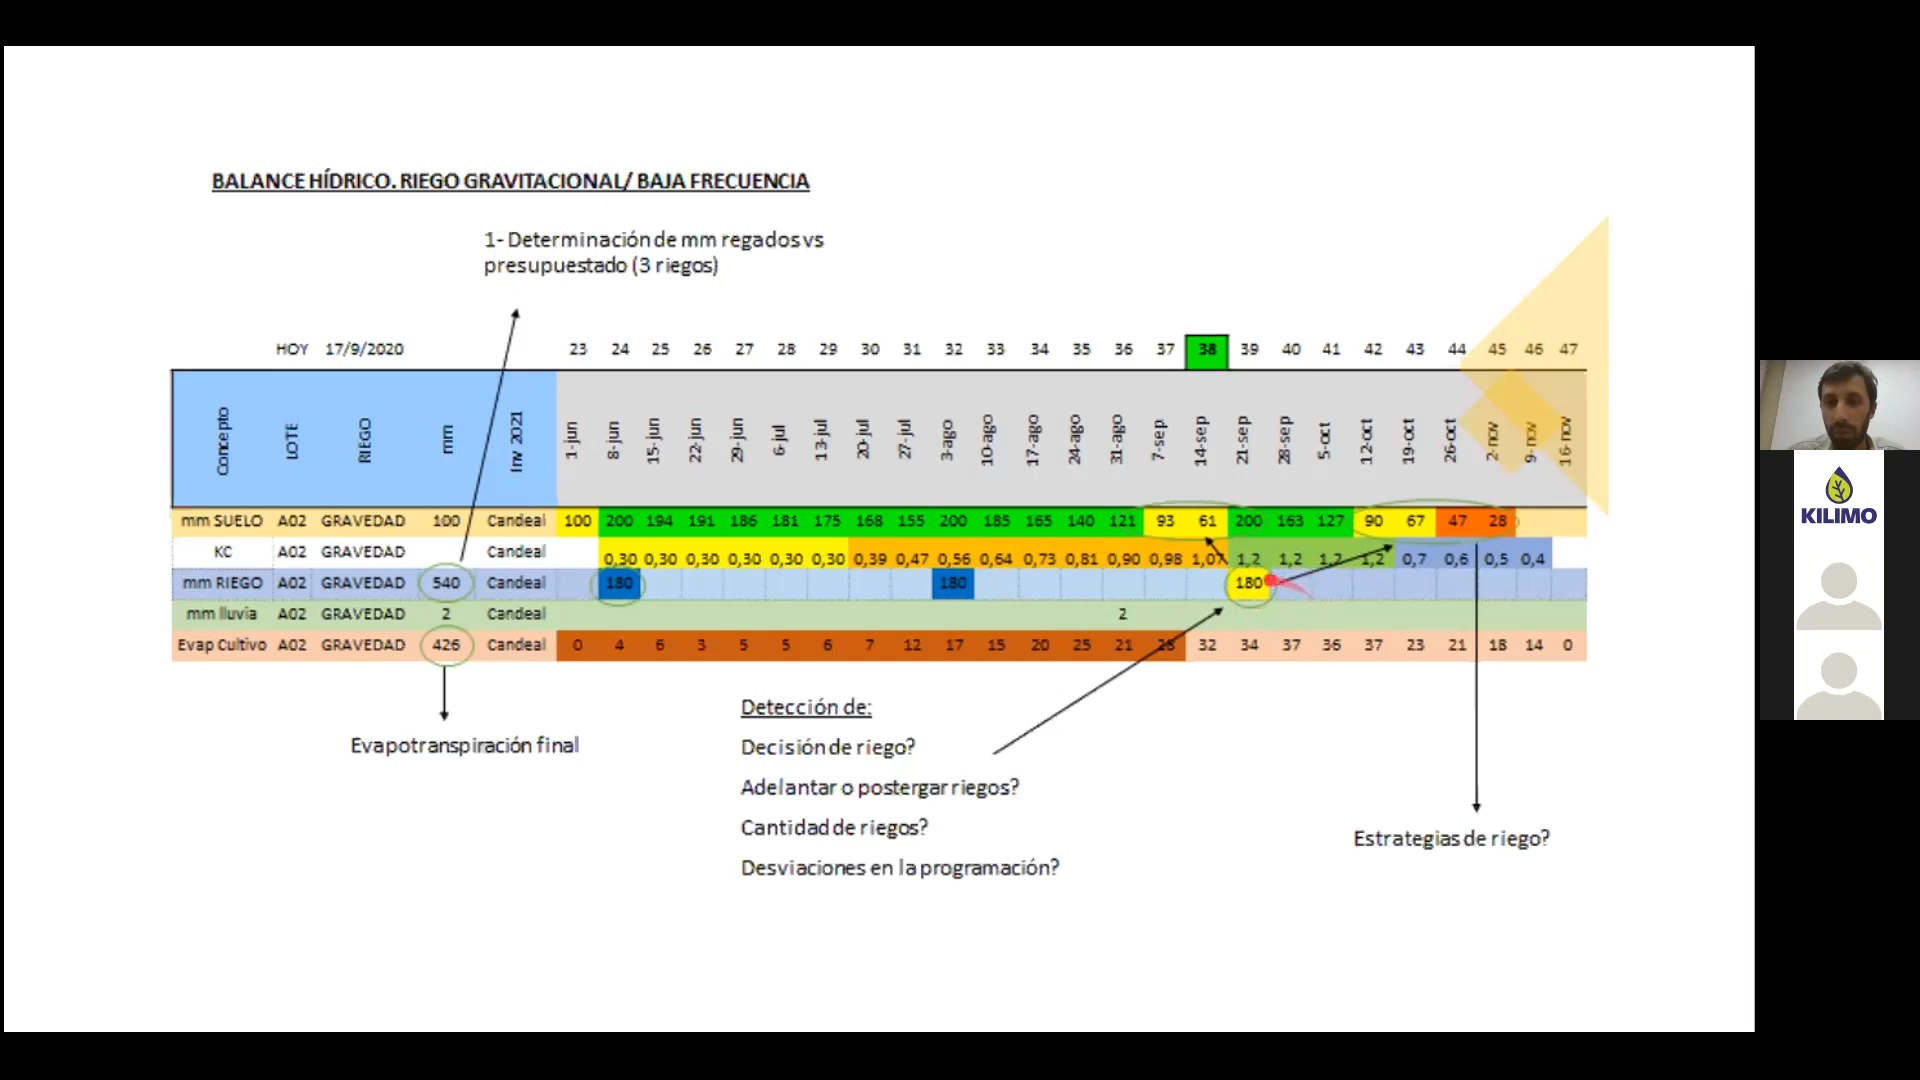 BALANCE HÍDRICO. RIEGO GRAVITACIONAL/ BAJA FRECUENCIA
1- Determinación de mm regados vs
presupuestado (3 riegos)
HOY 17/9/2020 23 24 25 26 27 28 29 30 31 32 33 34 35 36 37 38 39 40 41 42 43 44 45 46 47
Concepto LOTE RIEGO mm Inv 2021 1-jun 8-jun 15-jun 22-jun 29-jun 6-jul 13-jul 20-jul 27-jul 3-ago 10-ago 17-ago 24-ago 31-ago 7-sep 14-sep 21-sep 28-sep 5-oct 12-oct 19-oct 26-oct 2-nov 9-nov 16-nov
mm SUELO A02 GRAVEDAD 100 Candeal 100 200 194 191 186 181 175 168 155 200 185 165 140 121 93 61 200 163 127 90 67 47 28
KC A02 GRAVEDAD Candeal 0,30 0,30 0,30 0,30 0,30 0,30 0,39 0,47 0,56 0,64 0,73 0,81 0,90 0,98 1,07 1,2 1,2 1,2 1,2 0,7 0,6 0,5 0,4
mm RIEGO A02 GRAVEDAD 540 Candeal 180 180 180
mm lluvia A02 GRAVEDAD 2 Candeal 2
Evap Cultivo A02 GRAVEDAD 426 Candeal 0 4 6 3 5 5 6 7 12 17 15 20 25 21 26 32 34 37 36 37 23 21 18 14 0
Evapotranspiración final
Detección de:
Decisión de riego?
Adelantar o postergar riegos?
Cantidad de riegos?
Desviaciones en la programación?
Estrategias de riego?
KILIMO